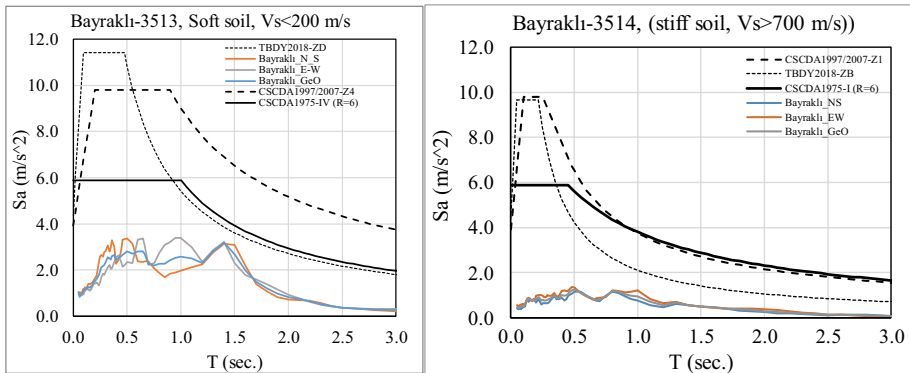 Bayraklı-3513, Soft soil, Vs<200 m/s
12.0
10.0
8.0
6.0
4.0
2.0
0.0
Sa (m/s^2)
TBDY2018-ZD
Bayraklı_N_S
Bayraklı_E-W
Bayraklı_GeO
CSCDA1997/2007-Z4
CSCDA1975-IV (R=6)
0.0 0.5 1.0 1.5 2.0 2.5 3.0
T (sec.)
Bayraklı-3514, (stiff soil, Vs>700 m/s))
12.0
10.0
8.0
6.0
4.0
2.0
0.0
Sa (m/s^2)
CSCDA1997/2007-Z1
TBDY2018-ZB
CSCDA1975-I (R=6)
Bayraklı_NS
Bayraklı_EW
Bayraklı_GeO
0.0 0.5 1.0 1.5 2.0 2.5 3.0
T (sec.)